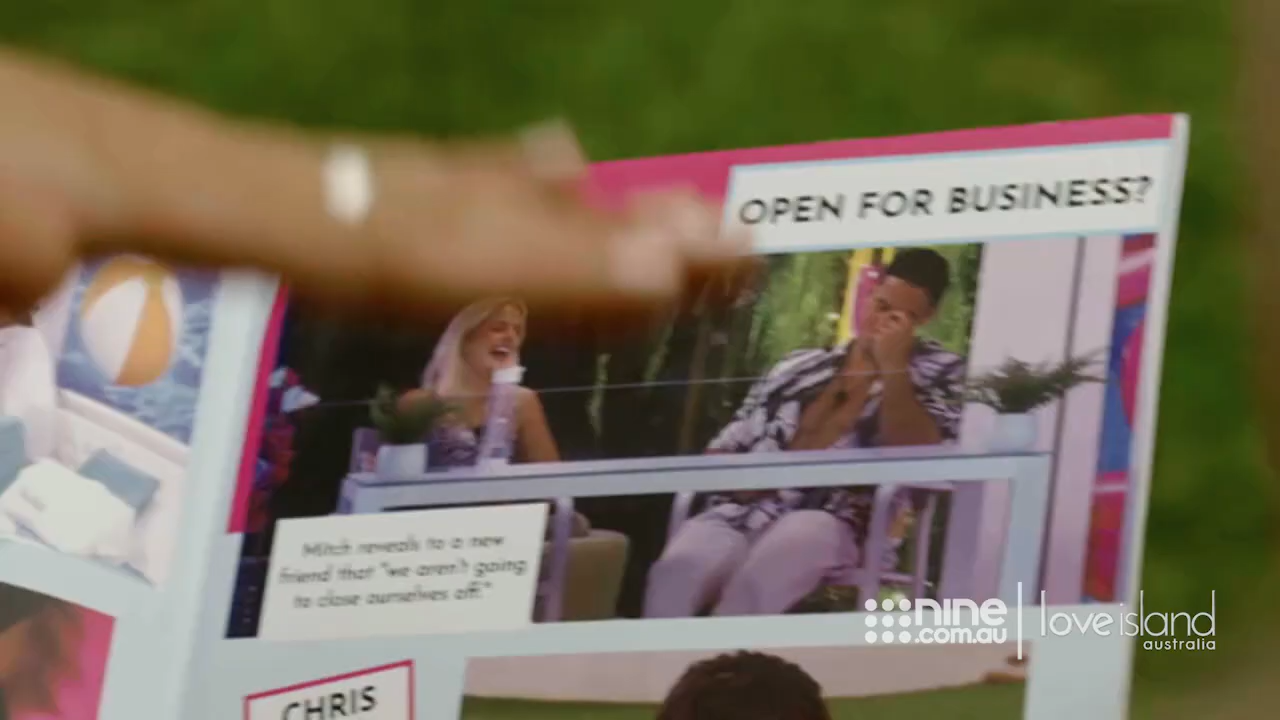 OPEN FOR BUSINESS?
Mitch reveals to a new
friend that "we aren't going
to close ourselves off."
nine
.com.au
love island
australia
CHRIS